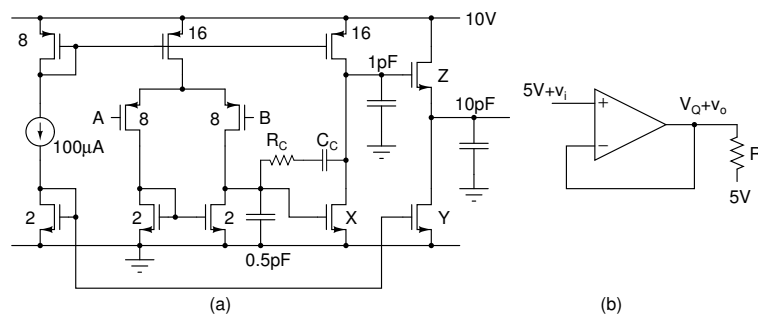 10V
8
16
16
1pF
Z
A
8
8
B
10pF
100μA
R_C
C_C
2
2
2
X
Y
0.5pF
(a)
5V+v_i
+
−
V_Q+v_o
R
5V
(b)